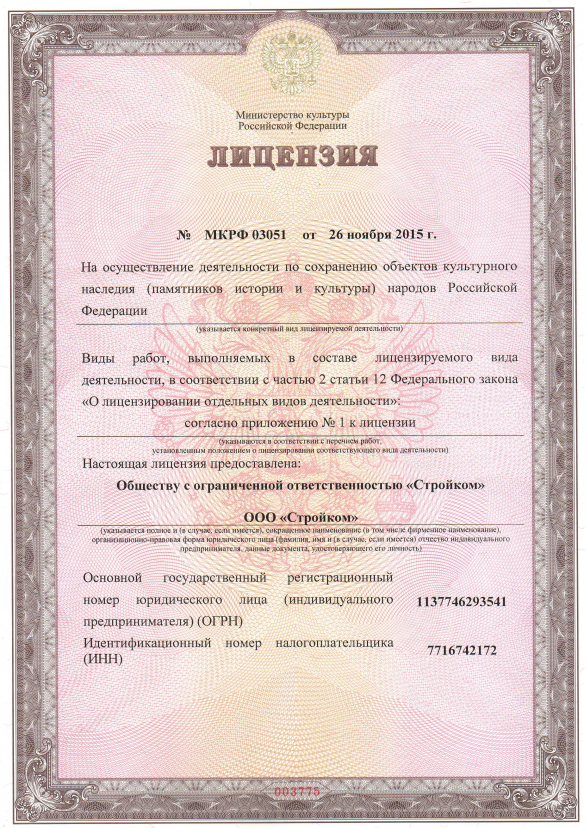 Министерство культуры
Российской Федерации
ЛИЦЕНЗИЯ
№ МКРФ 03051 от 26 ноября 2015 г.
На осуществление деятельности по сохранению объектов культурного
наследия (памятников истории и культуры) народов Российской
Федерации
(указывается конкретный вид лицензируемой деятельности)
Виды работ, выполняемых в составе лицензируемого вида
деятельности, в соответствии с частью 2 статьи 12 Федерального закона
«О лицензировании отдельных видов деятельности»:
согласно приложению № 1 к лицензии
(указываются в соответствии с перечнем работ,
установленным положением о лицензировании соответствующего вида деятельности)
Настоящая лицензия предоставлена:
Обществу с ограниченной ответственностью «Стройком»
ООО «Стройком»
(указывается полное и (в случае, если имеется), сокращенное наименование (в том числе фирменное наименование),
организационно-правовая форма юридического лица (фамилия, имя и (в случае, если имеется) отчество индивидуального
предпринимателя, данные документа, удостоверяющего его личность)
Основной государственный регистрационный
номер юридического лица (индивидуального
предпринимателя) (ОГРН)
1137746293541
Идентификационный номер налогоплательщика
(ИНН)
7716742172
003775